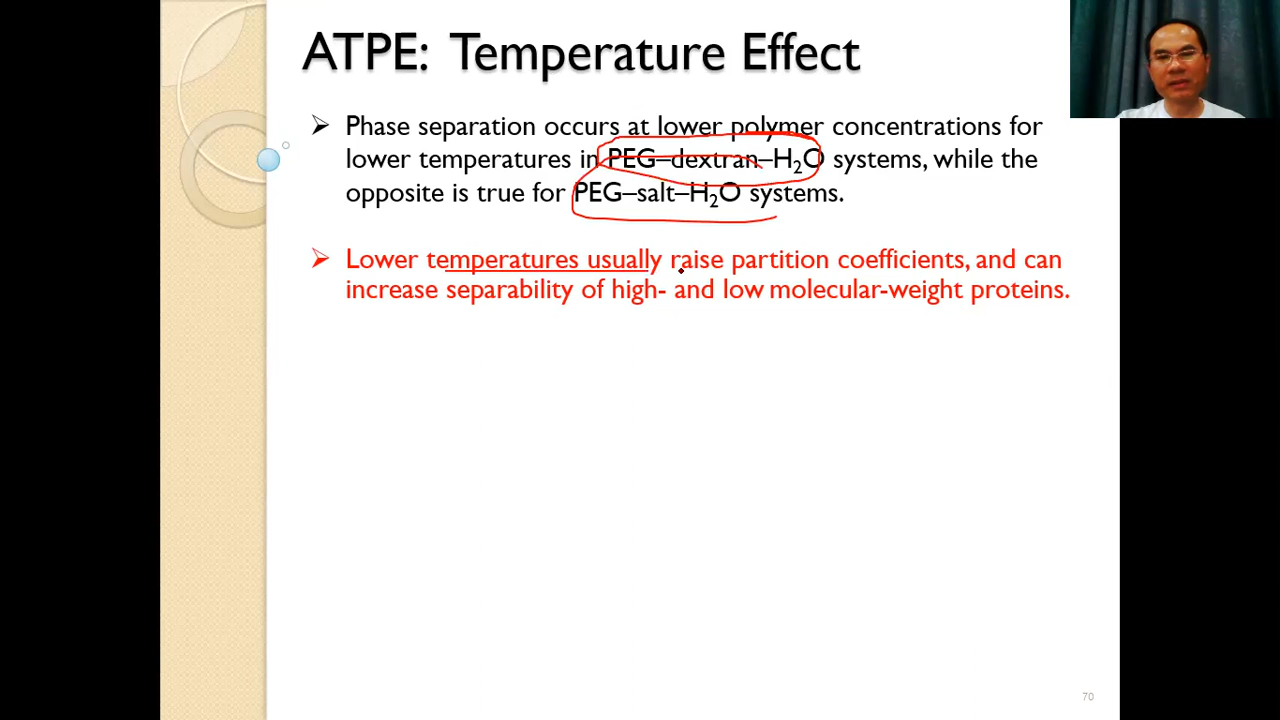 ATPE: Temperature Effect
➢ Phase separation occurs at lower polymer concentrations for
lower temperatures in PEG–dextran–H₂O systems, while the
opposite is true for PEG–salt–H₂O systems.
➢ Lower temperatures usually raise partition coefficients, and can
increase separability of high- and low molecular-weight proteins.
70